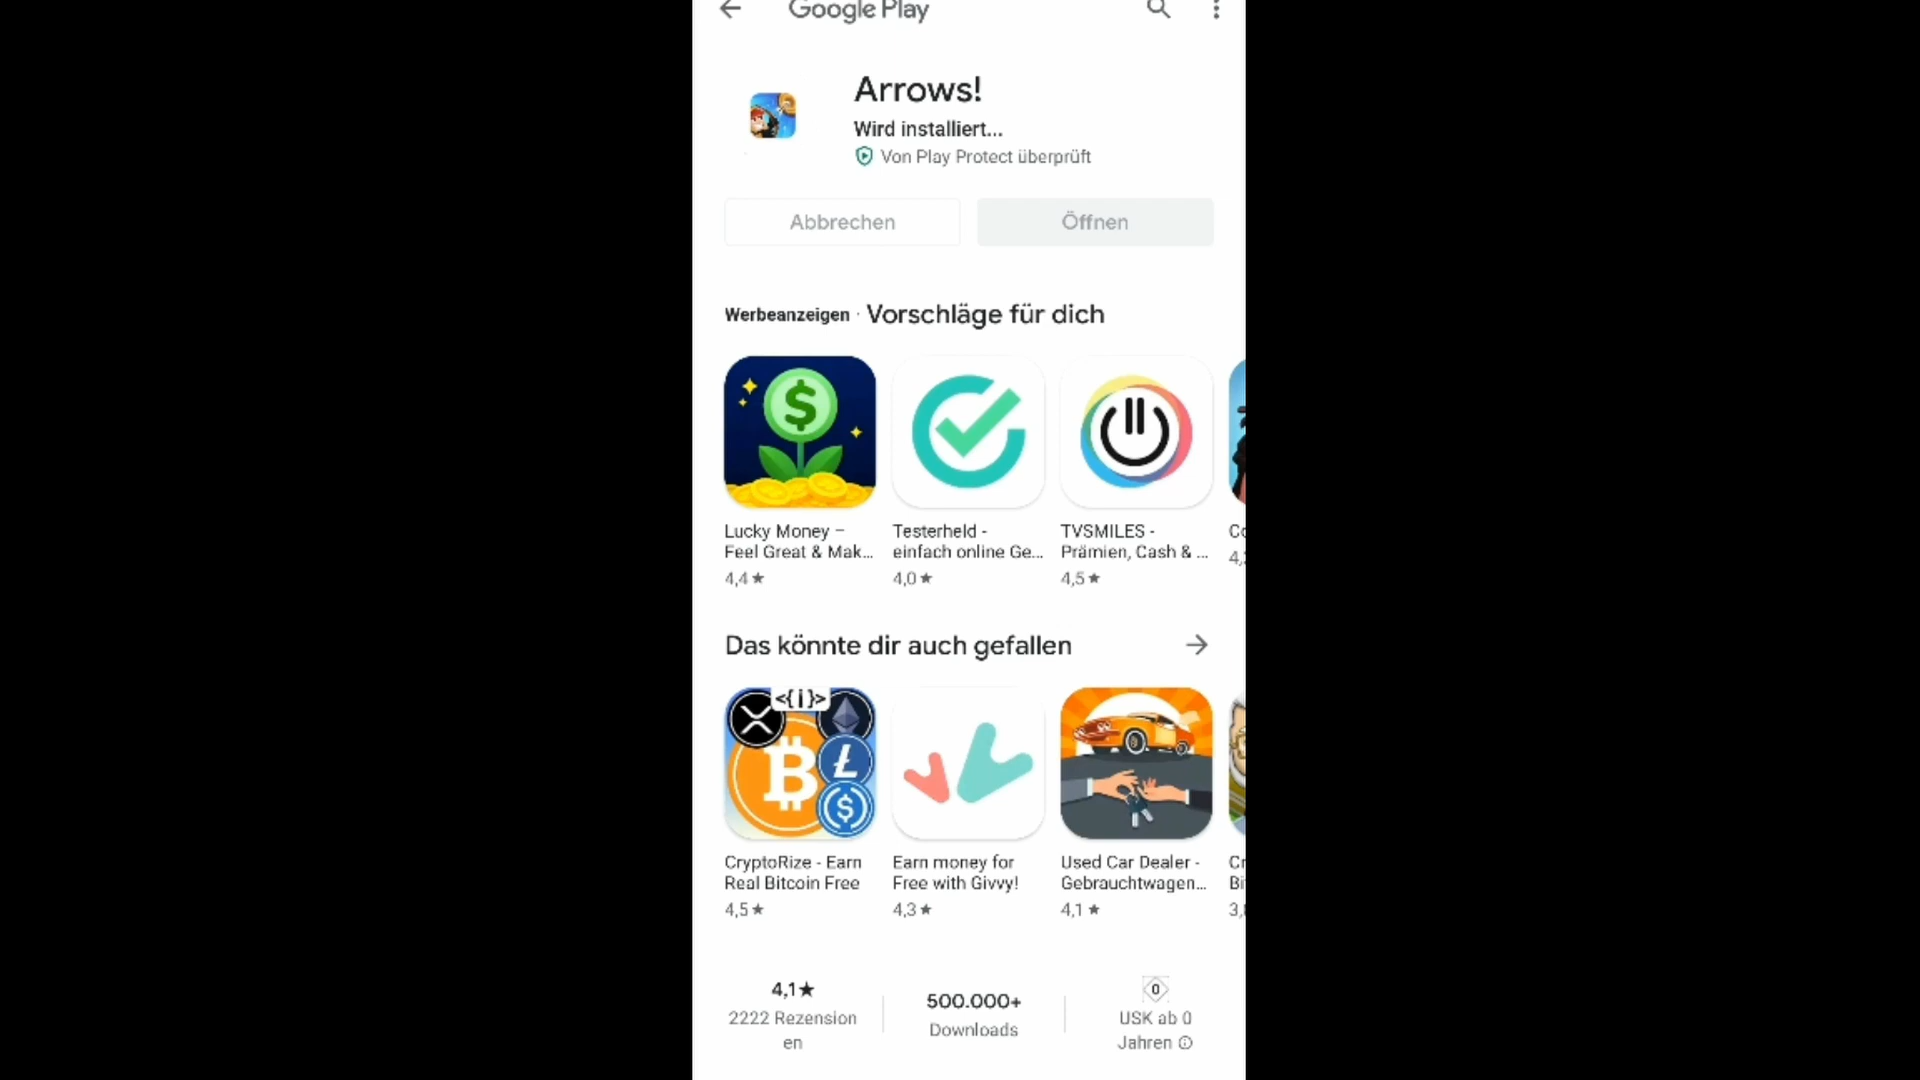 Google Play
Arrows!
Wird installiert...
Von Play Protect überprüft
Abbrechen
Öffnen
Werbeanzeigen · Vorschläge für dich
Lucky Money –
Feel Great & Mak...
4,4★
Testerheld -
einfach online Ge...
4,0★
TVSMILES -
Prämien, Cash & ...
4,5★
Das könnte dir auch gefallen
<{i}>
CryptoRize - Earn
Real Bitcoin Free
4,5★
Earn money for
Free with Givvy!
4,3★
Used Car Dealer -
Gebrauchtwagen...
4,1★
4,1★
2222 Rezension
en
500.000+
Downloads
0
USK ab 0
Jahren